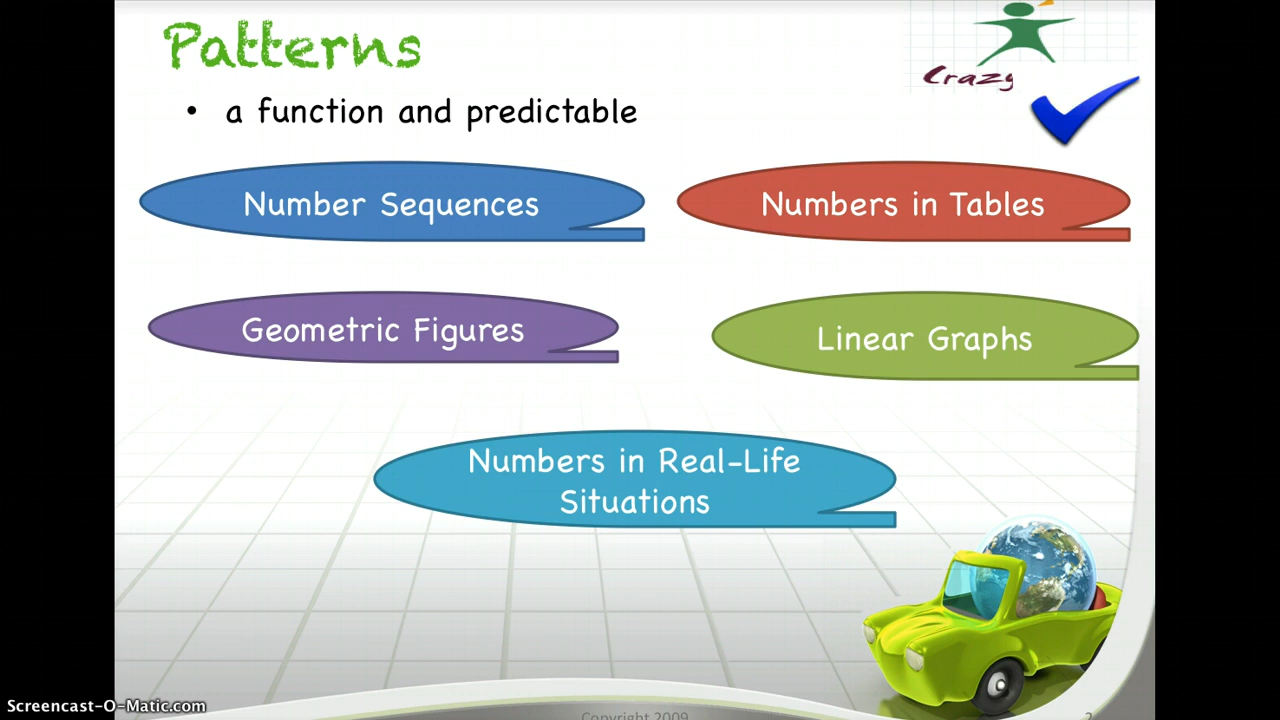 Patterns
Crazy
• a function and predictable
Number Sequences
Numbers in Tables
Geometric Figures
Linear Graphs
Numbers in Real-Life
Situations
Screencast-O-Matic.com
Copyright 2009
2